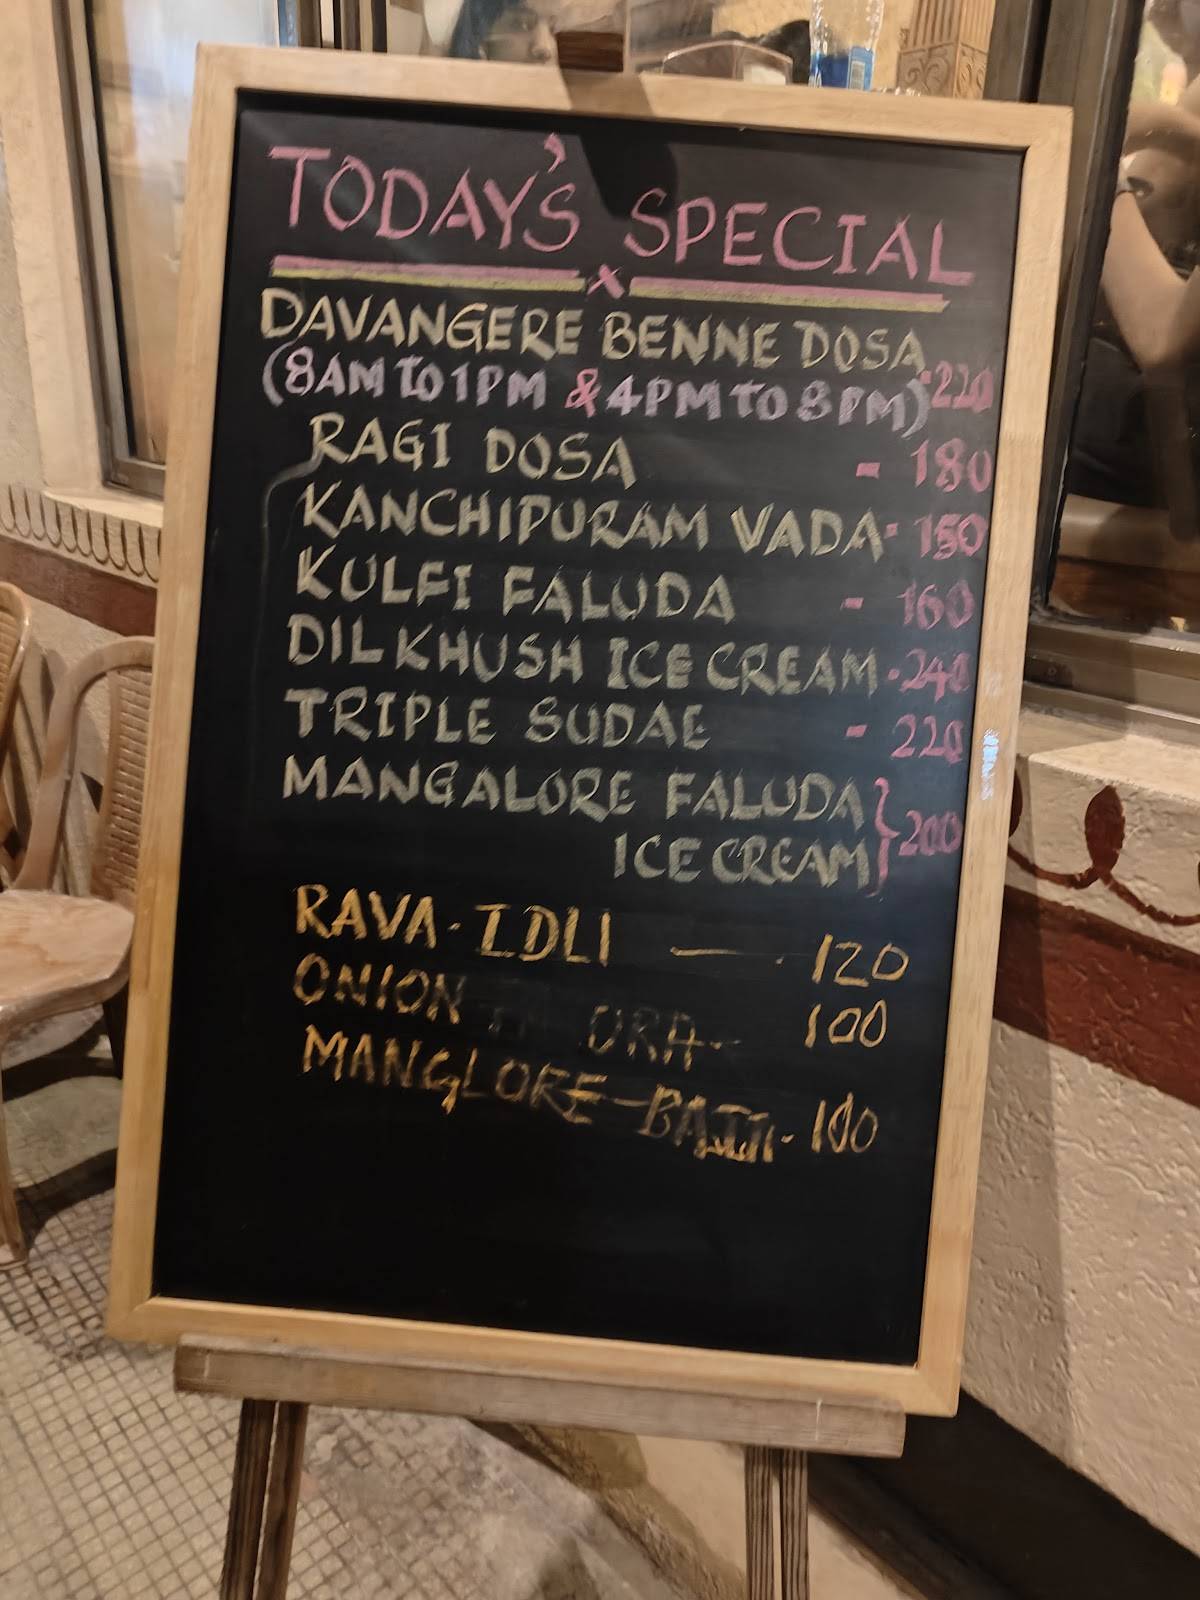 TODAY'S SPECIAL
x
DAVANGERE BENNE DOSA
(8AM TO 1PM & 4PM TO 8PM) - 220
RAGI DOSA - 180
KANCHIPURAM VADA - 150
KULFI FALUDA - 160
DILKHUSH ICE CREAM - 240
TRIPLE SUDAE - 220
MANGALORE FALUDA
ICE CREAM } 200
RAVA - IDLI — . 120
ONION 100
MANGLORE - BAJJI - 100